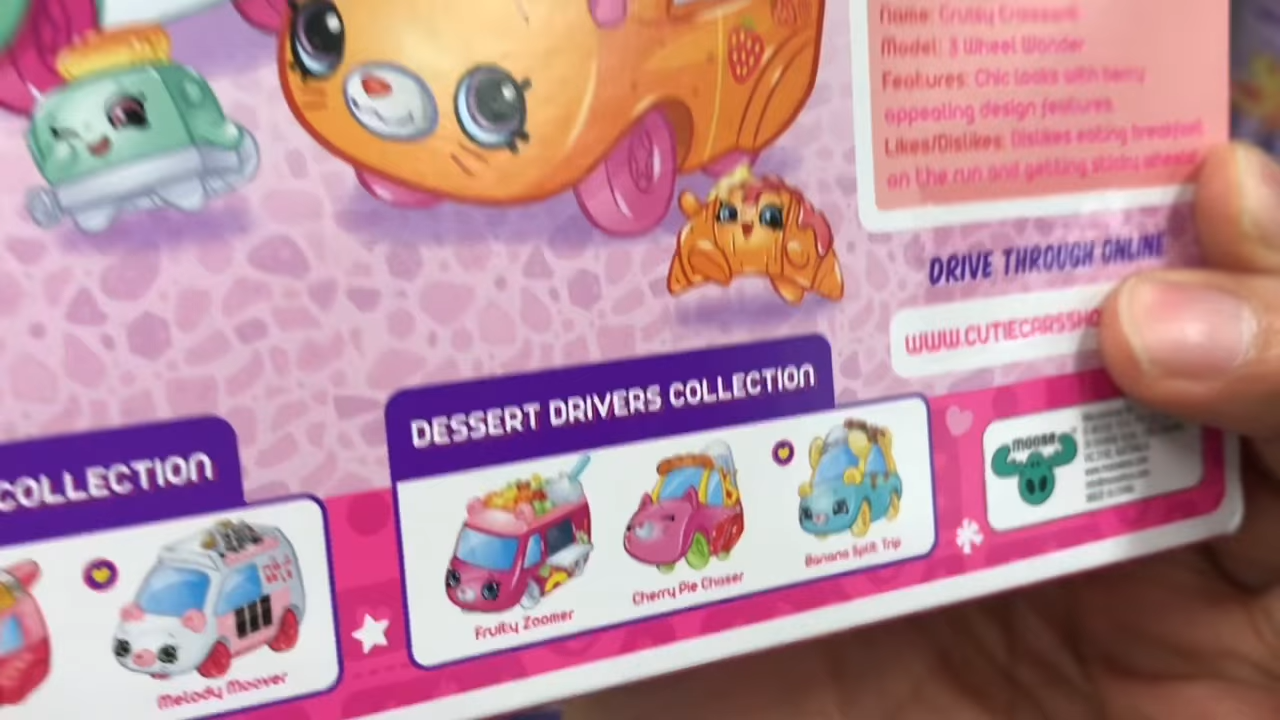 Name: Crusty Croissant
Model: 3 Wheel Wonder
Features: Chic looks with berry
appealing design features.
Likes/Dislikes: Dislikes eating breakfast
on the run and getting sticky wheels
DRIVE THROUGH ONLINE
WWW.CUTIECARSSHO
DESSERT DRIVERS COLLECTION
COLLECTION
moose
Fruity Zoomer
Cherry Pie Chaser
Banana Split Trip
Melody Moover